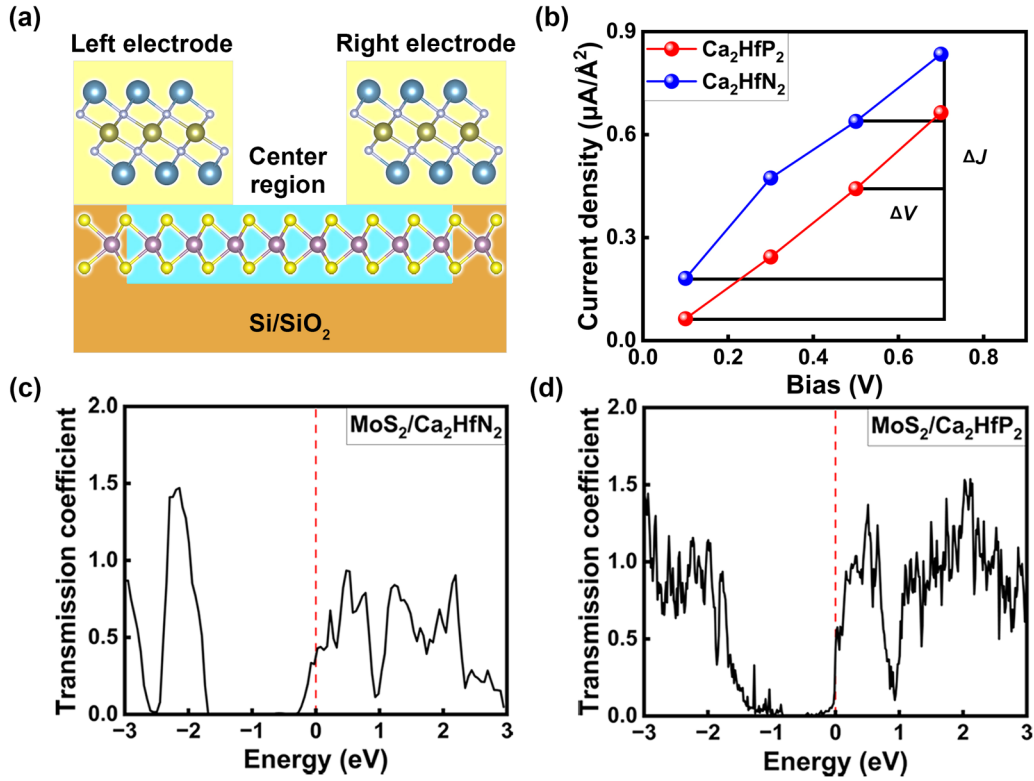 (a)
Left electrode
Right electrode
Center
region
Si/SiO₂
(b)
Current density (μA/Å²)
0.9
0.6
0.3
0.0
Ca₂HfP₂
Ca₂HfN₂
ΔJ
ΔV
0.0 0.2 0.4 0.6 0.8
Bias (V)
(c)
Transmission coefficient
2.0
1.5
1.0
0.5
0.0
MoS₂/Ca₂HfN₂
−3 −2 −1 0 1 2 3
Energy (eV)
(d)
Transmission coefficient
2.0
1.5
1.0
0.5
0.0
MoS₂/Ca₂HfP₂
−3 −2 −1 0 1 2 3
Energy (eV)